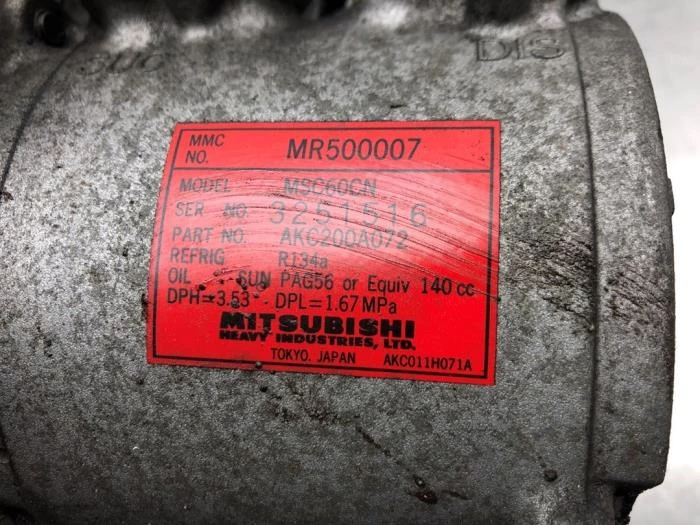 SUC
DIS
MMC NO. MR500007
MODEL MSC60CN
SER NO. 3251516
PART NO. AKC200A072
REFRIG R134a
OIL SUN PAG56 or Equiv 140 cc
DPH=3.53 DPL=1.67 MPa
MITSUBISHI
HEAVY INDUSTRIES, LTD.
TOKYO. JAPAN AKC011H071A